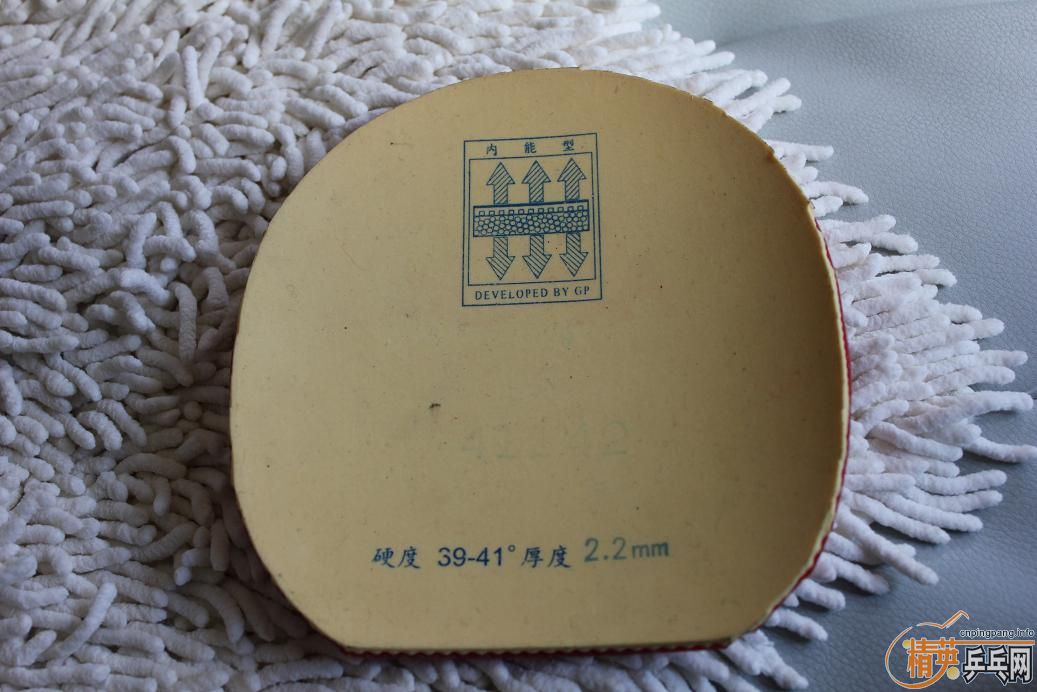 内 能 型
DEVELOPED BY GP
硬度 39-41° 厚度 2.2mm
cnpingpang.info
精英乒乓网